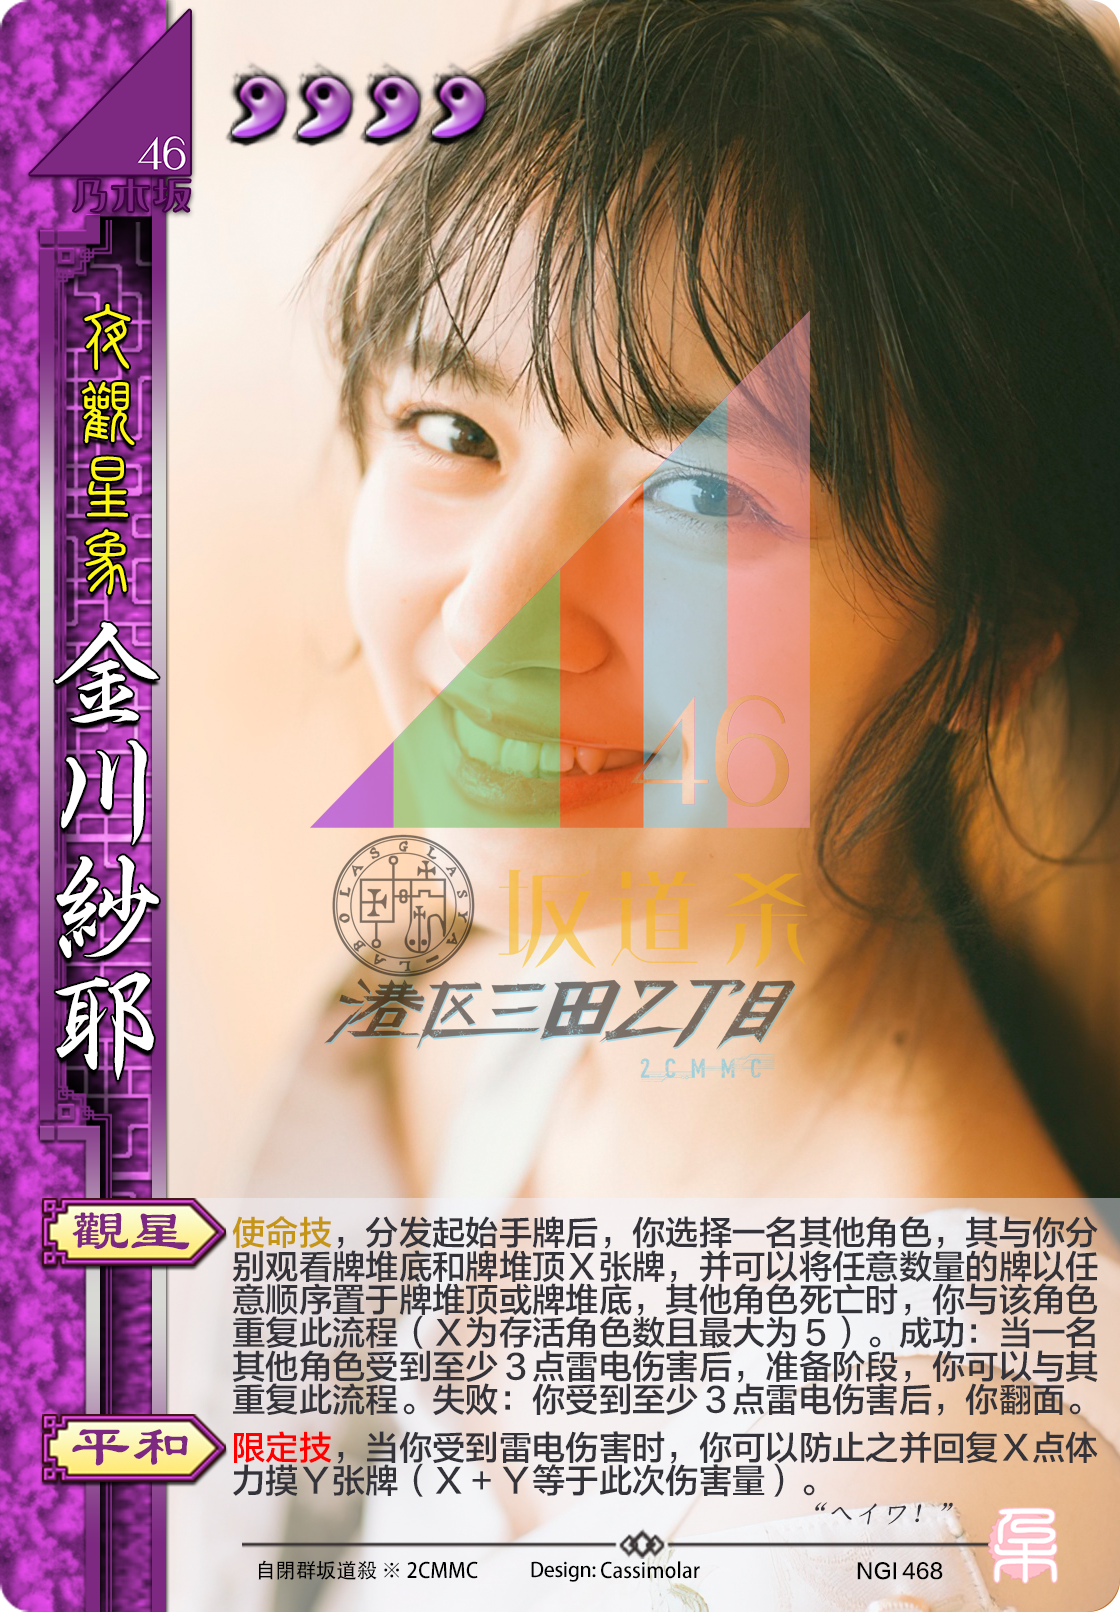 46
乃木坂
夜觀星象
金川紗耶
46
GLASYA LABOLAS
坂道杀
港区三田乙丁目
2CMMC
觀星
使命技，分发起始手牌后，你选择一名其他角色，其与你分
别观看牌堆底和牌堆顶Ｘ张牌，并可以将任意数量的牌以任
意顺序置于牌堆顶或牌堆底，其他角色死亡时，你与该角色
重复此流程（Ｘ为存活角色数且最大为５）。成功：当一名
其他角色受到至少３点雷电伤害后，准备阶段，你可以与其
重复此流程。失败：你受到至少３点雷电伤害后，你翻面。
平和
限定技，当你受到雷电伤害时，你可以防止之并回复Ｘ点体
力摸Ｙ张牌（Ｘ＋Ｙ等于此次伤害量）。
“ヘイワ！”
自閉群坂道殺 ※ 2CMMC
Design: Cassimolar
NGI 468